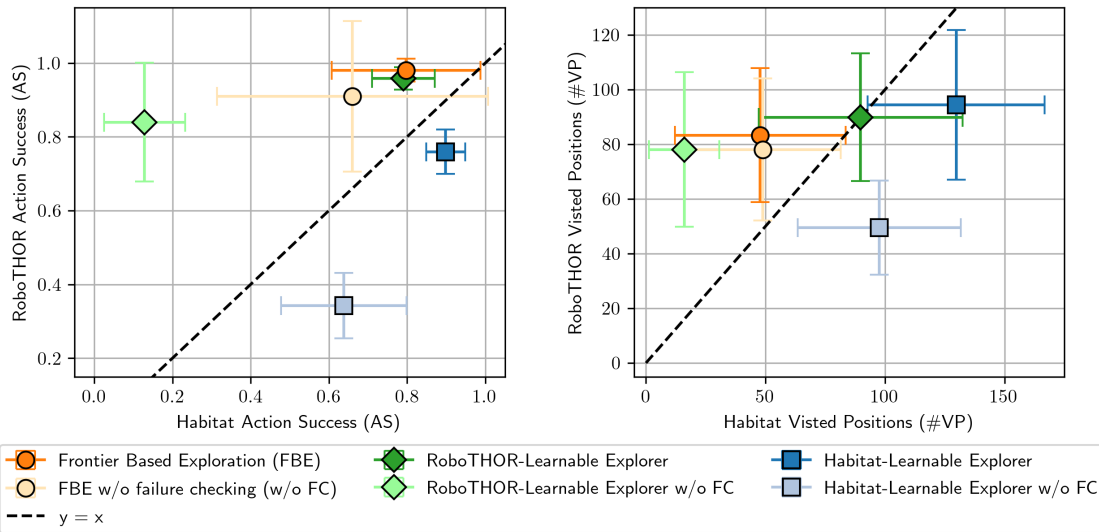 1.0
0.8
0.6
0.4
0.2
RoboTHOR Action Success (AS)
0.0 0.2 0.4 0.6 0.8 1.0
Habitat Action Success (AS)
120
100
80
60
40
20
0
RoboTHOR Visted Positions (#VP)
0 50 100 150
Habitat Visted Positions (#VP)
Frontier Based Exploration (FBE)
FBE w/o failure checking (w/o FC)
y = x
RoboTHOR-Learnable Explorer
RoboTHOR-Learnable Explorer w/o FC
Habitat-Learnable Explorer
Habitat-Learnable Explorer w/o FC